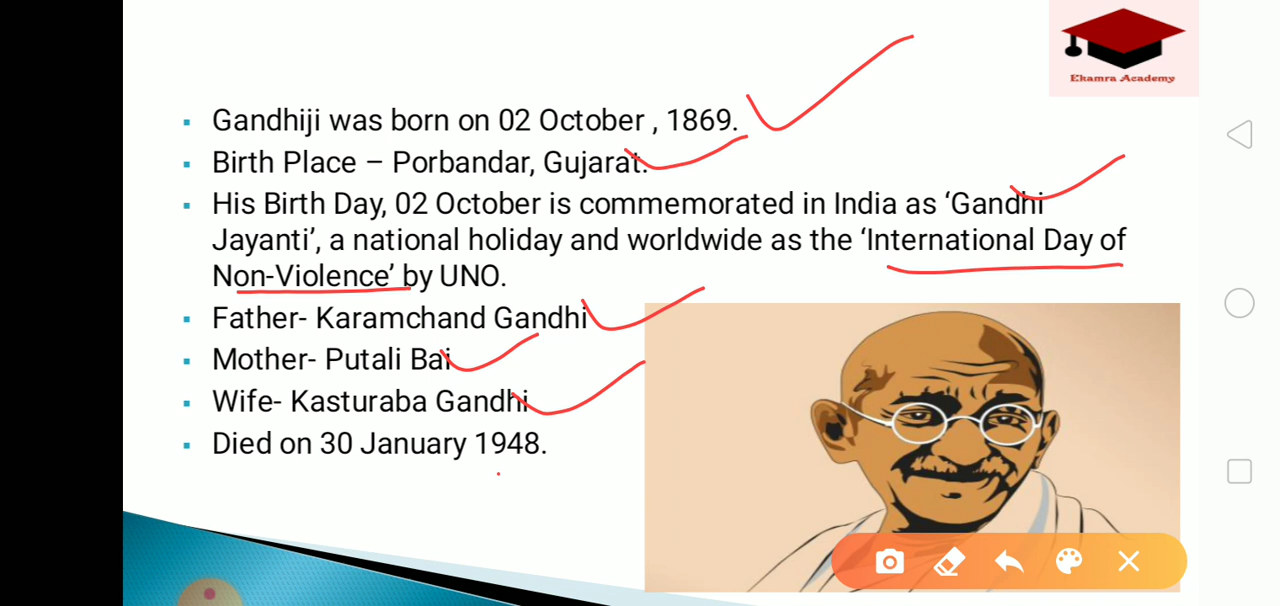 Ekamra Academy
Gandhiji was born on 02 October , 1869.
Birth Place – Porbandar, Gujarat.
His Birth Day, 02 October is commemorated in India as ‘Gandhi
Jayanti’, a national holiday and worldwide as the ‘International Day of
Non-Violence’ by UNO.
Father- Karamchand Gandhi
Mother- Putali Bai
Wife- Kasturaba Gandhi
Died on 30 January 1948.